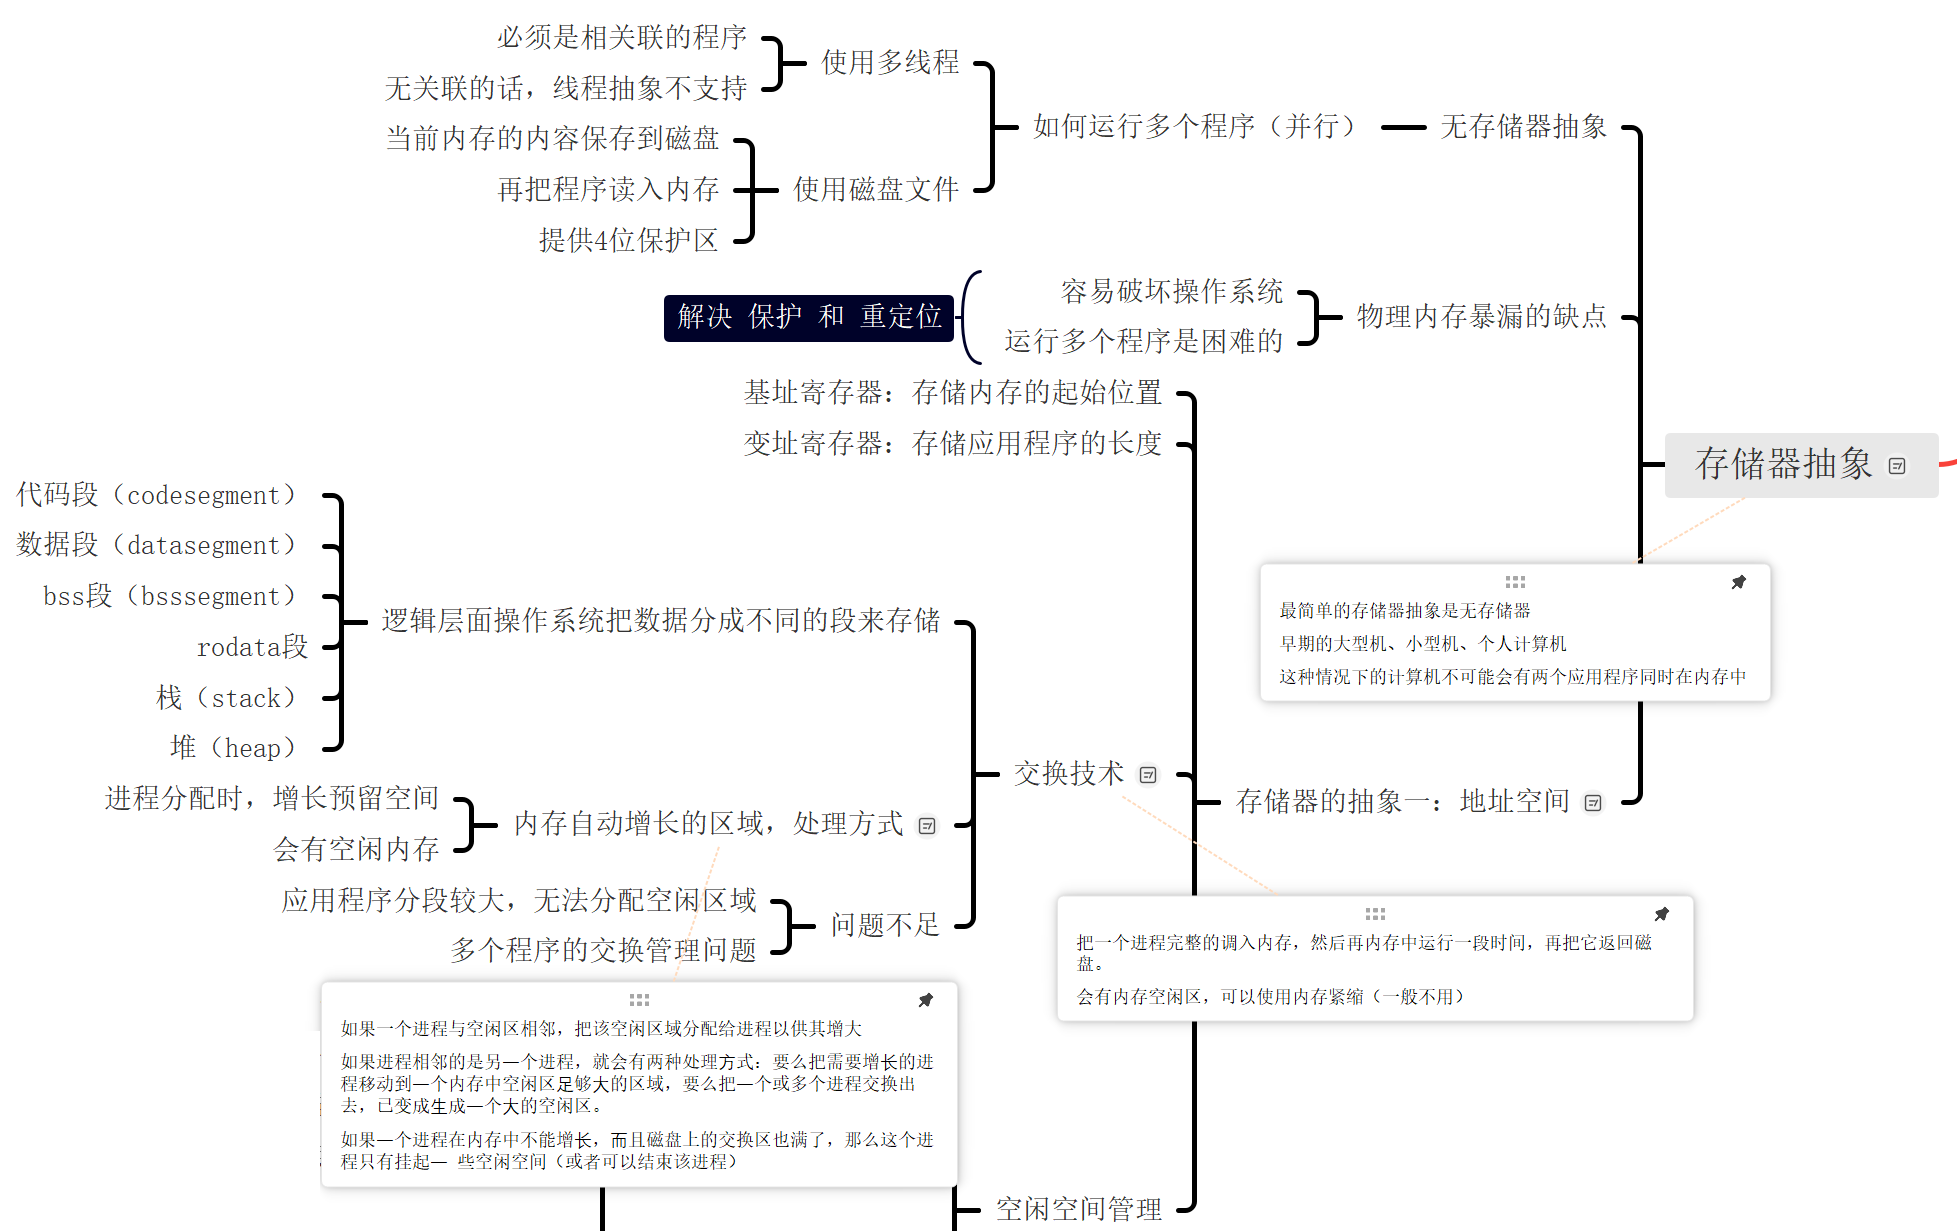 必须是相关联的程序
无关联的话，线程抽象不支持
使用多线程
当前内存的内容保存到磁盘
再把程序读入内存
提供4位保护区
使用磁盘文件
如何运行多个程序（并行）
无存储器抽象
解决 保护 和 重定位
容易破坏操作系统
运行多个程序是困难的
物理内存暴漏的缺点
基址寄存器：存储内存的起始位置
变址寄存器：存储应用程序的长度
存储器抽象
最简单的存储器抽象是无存储器
早期的大型机、小型机、个人计算机
这种情况下的计算机不可能会有两个应用程序同时在内存中
代码段（codesegment）
数据段（datasegment）
bss段（bsssegment）
rodata段
栈（stack）
堆（heap）
逻辑层面操作系统把数据分成不同的段来存储
进程分配时，增长预留空间
会有空闲内存
内存自动增长的区域，处理方式
应用程序分段较大，无法分配空闲区域
多个程序的交换管理问题
问题不足
交换技术
存储器的抽象一：地址空间
把一个进程完整的调入内存，然后再内存中运行一段时间，再把它返回磁
盘。
会有内存空闲区，可以使用内存紧缩（一般不用）
如果一个进程与空闲区相邻，把该空闲区域分配给进程以供其增大
如果进程相邻的是另一个进程，就会有两种处理方式：要么把需要增长的进
程移动到一个内存中空闲区足够大的区域，要么把一个或多个进程交换出
去，已变成生成一个大的空闲区。
如果一个进程在内存中不能增长，而且磁盘上的交换区也满了，那么这个进
程只有挂起一 些空闲空间（或者可以结束该进程）
空闲空间管理